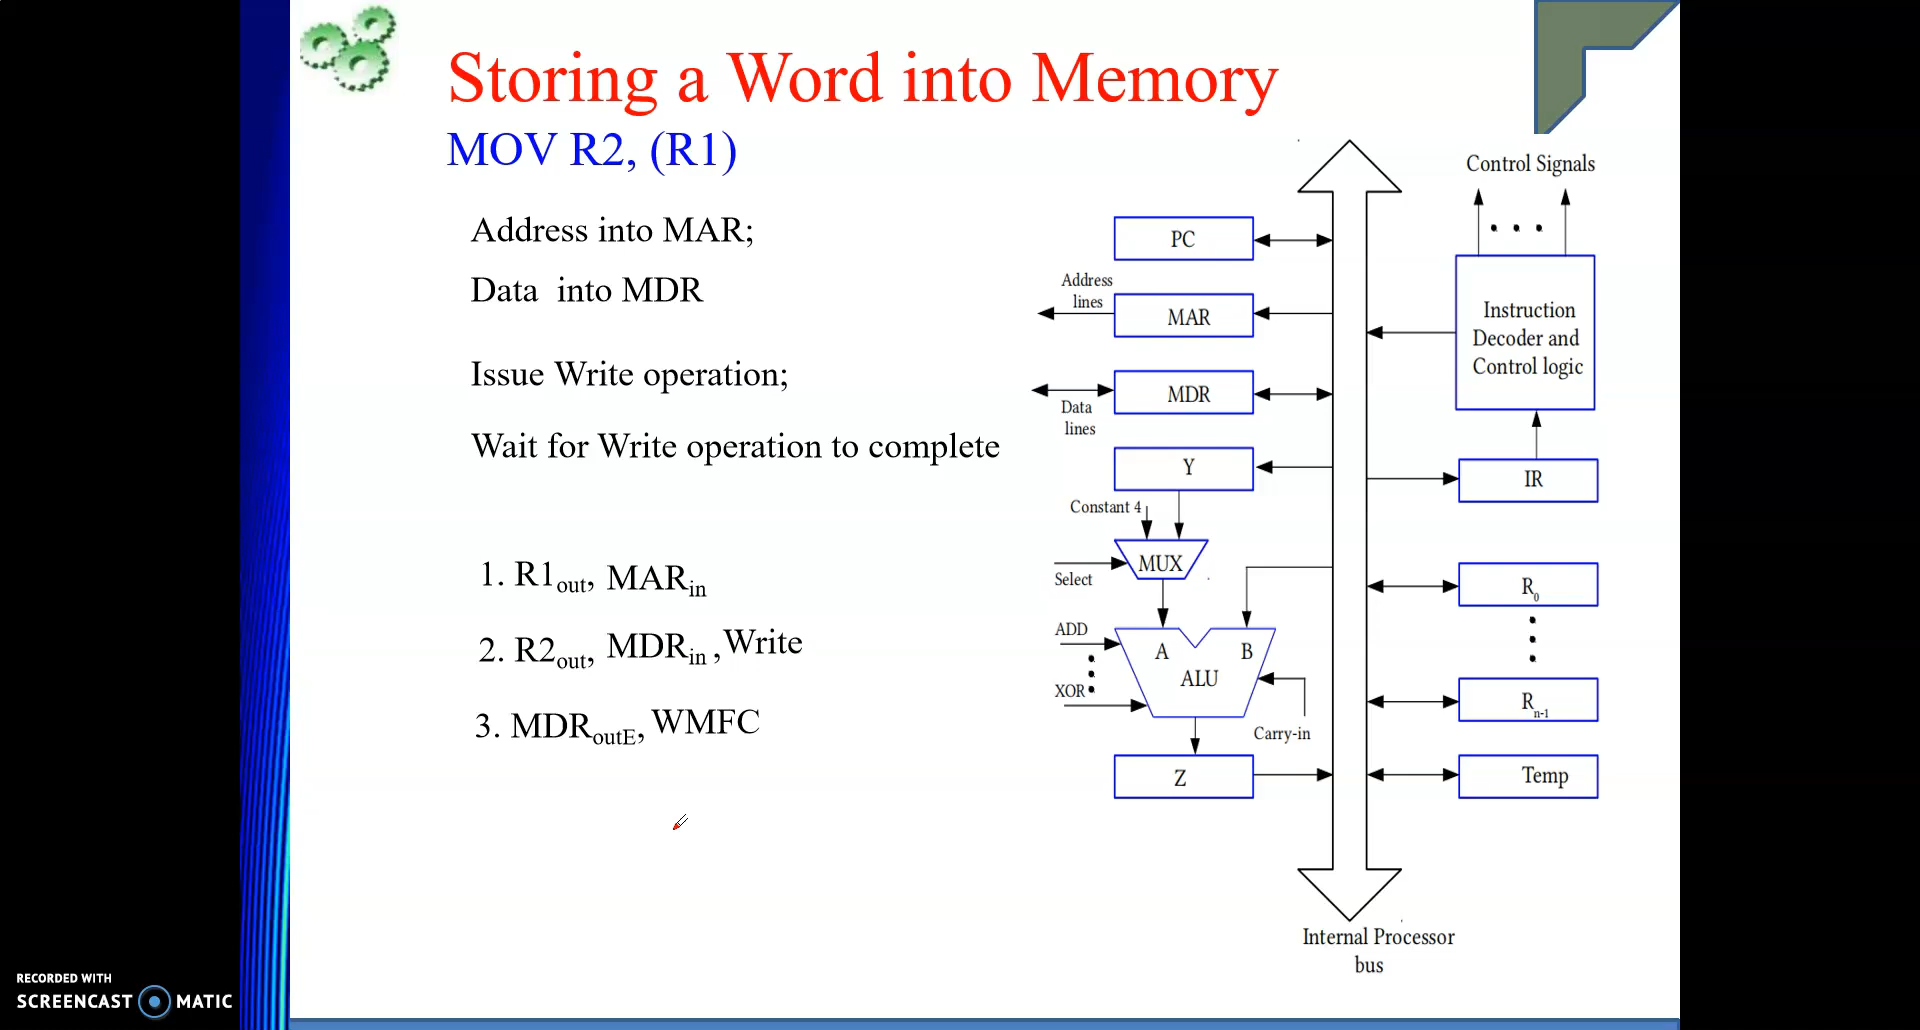 Storing a Word into Memory
MOV R2, (R1)
Address into MAR;
Data into MDR
Issue Write operation;
Wait for Write operation to complete
1. R1out, MARin
2. R2out, MDRin ,Write
3. MDRoutE, WMFC
Control Signals
PC
Address
lines
MAR
Instruction
Decoder and
Control logic
MDR
Data
lines
Y
IR
Constant 4
MUX
Select
R0
ADD
A
B
ALU
XOR
Rn-1
Carry-in
Z
Temp
Internal Processor
bus
RECORDED WITH
SCREENCAST MATIC